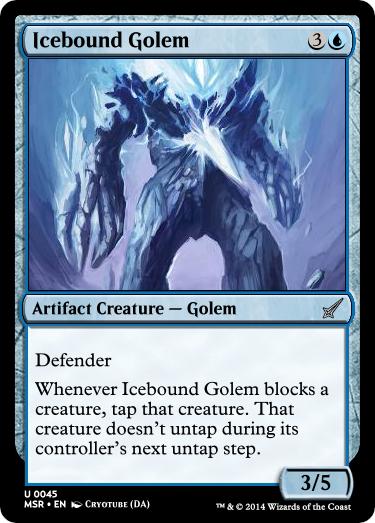 Icebound Golem 3
Artifact Creature — Golem
Defender
Whenever Icebound Golem blocks a
creature, tap that creature. That
creature doesn't untap during its
controller's next untap step.
3/5
U 0045
MSR • EN Cryotube (DA)
™ & © 2014 Wizards of the Coast